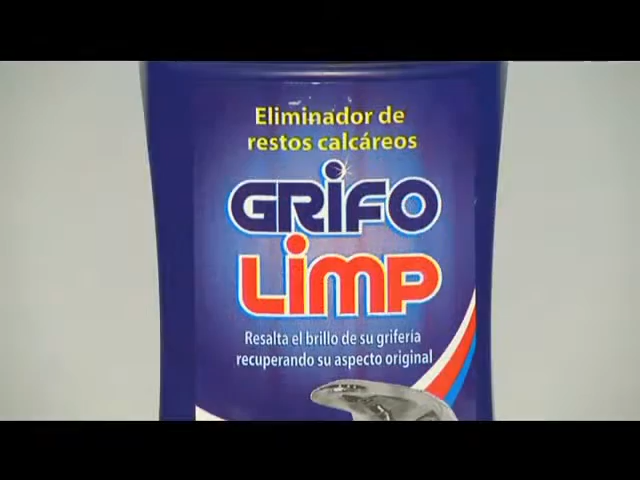 Eliminador de
restos calcáreos
GRIFO
LIMP
Resalta el brillo de su grifería
recuperando su aspecto original